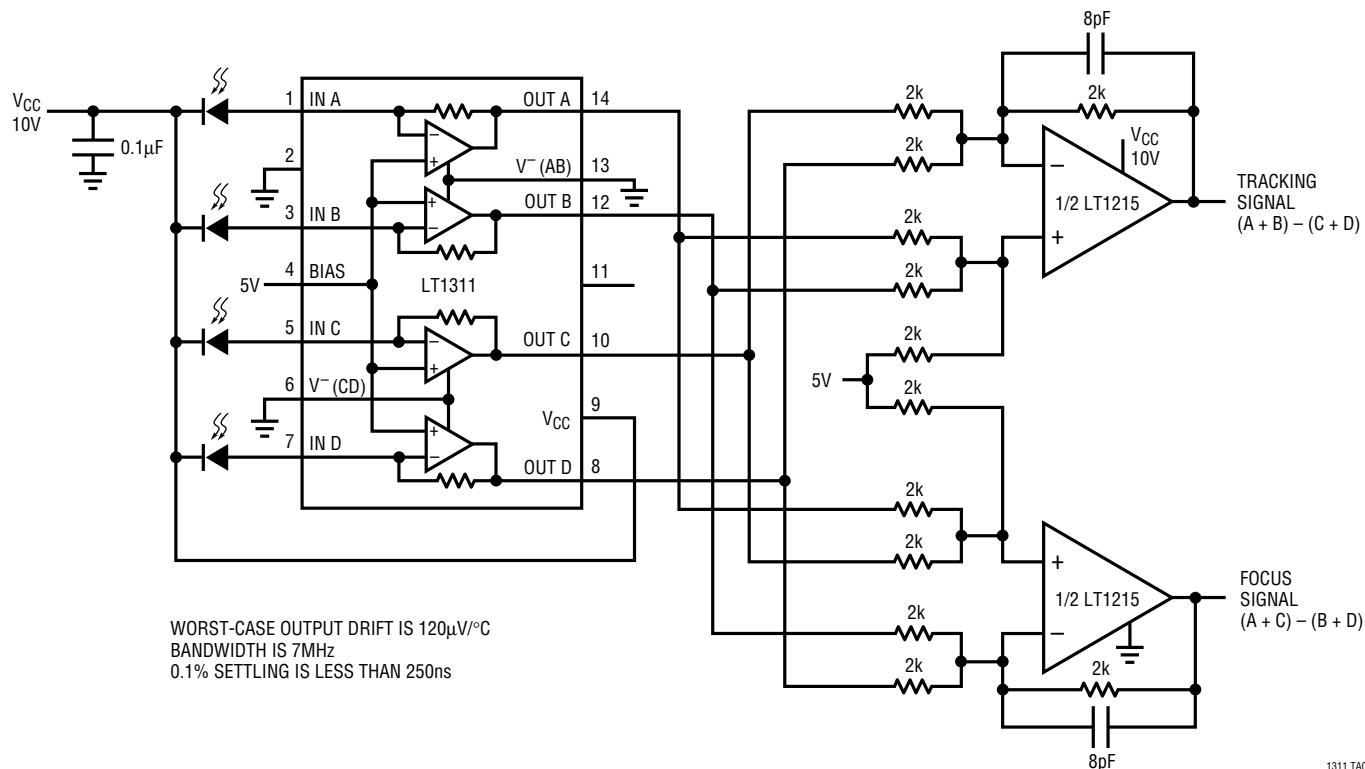 8pF
2k
V_CC
10V
0.1µF
1
IN A
OUT A
14
2k
V_CC
10V
2
V⁻ (AB)
13
2k
3
IN B
OUT B
12
1/2 LT1215
TRACKING
SIGNAL
(A + B) – (C + D)
2k
4
BIAS
5V
LT1311
11
2k
5
IN C
OUT C
10
2k
5V
2k
6
V⁻ (CD)
V_CC
9
7
IN D
OUT D
8
2k
2k
1/2 LT1215
FOCUS
SIGNAL
(A + C) – (B + D)
2k
2k
2k
8pF
WORST-CASE OUTPUT DRIFT IS 120µV/°C
BANDWIDTH IS 7MHz
0.1% SETTLING IS LESS THAN 250ns